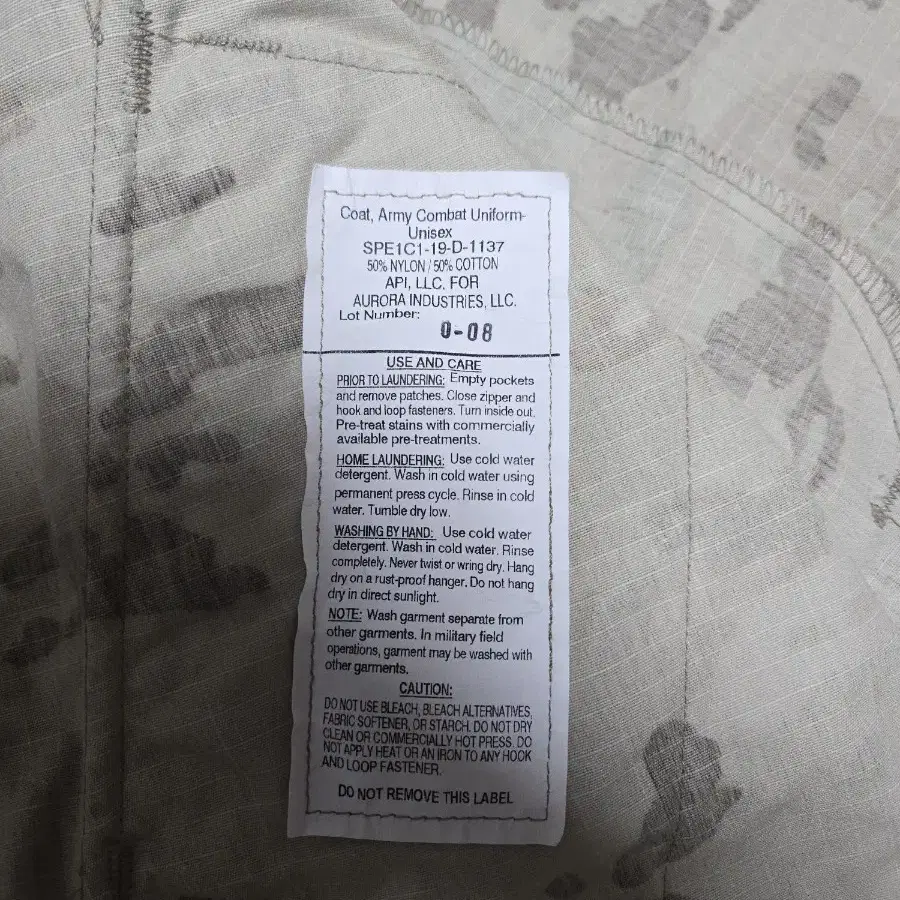 Coat, Army Combat Uniform-
Unisex
SPE1C1-19-D-1137
50% NYLON / 50% COTTON
API, LLC. FOR
AURORA INDUSTRIES, LLC.
Lot Number:
0-08
USE AND CARE
PRIOR TO LAUNDERING: Empty pockets
and remove patches. Close zipper and
hook and loop fasteners. Turn inside out.
Pre-treat stains with commercially
available pre-treatments.
HOME LAUNDERING: Use cold water
detergent. Wash in cold water using
permanent press cycle. Rinse in cold
water. Tumble dry low.
WASHING BY HAND: Use cold water
detergent. Wash in cold water. Rinse
completely. Never twist or wring dry. Hang
dry on a rust-proof hanger. Do not hang
dry in direct sunlight.
NOTE: Wash garment separate from
other garments. In military field
operations, garment may be washed with
other garments.
CAUTION:
DO NOT USE BLEACH, BLEACH ALTERNATIVES,
FABRIC SOFTENER, OR STARCH. DO NOT DRY
CLEAN OR COMMERCIALLY HOT PRESS. DO
NOT APPLY HEAT OR AN IRON TO ANY HOOK
AND LOOP FASTENER.
DO NOT REMOVE THIS LABEL